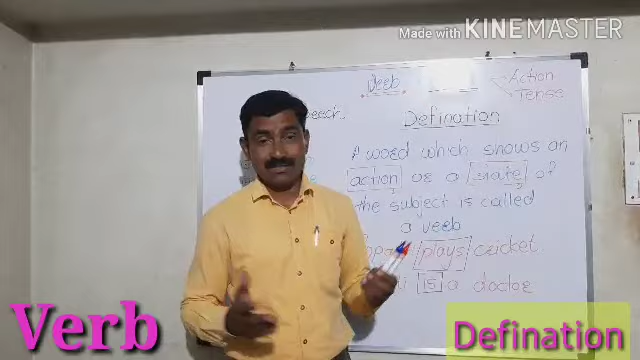 Made with KINEMASTER
Verb
Action
Tense
Speech.
Defination
A word which shows an
action or a state of
the subject is called
a verb
plays cricket
is a doctor
Verb
Defination